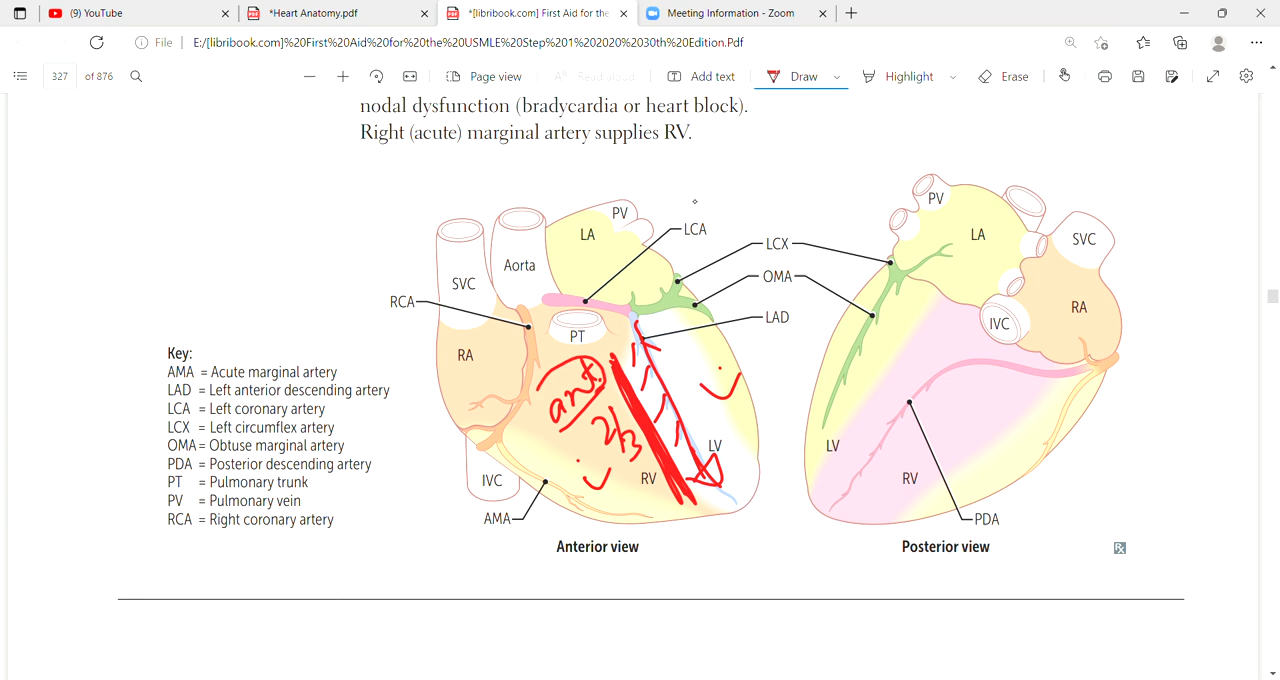 (9) YouTube
*Heart Anatomy.pdf
*[libribook.com] First Aid for the
Meeting Information - Zoom
File
E:/[libribook.com]%20First%20Aid%20for%20the%20USMLE%20Step%201%202020%2030th%20Edition.Pdf
327 of 876
Page view
Read aloud
Add text
Draw
Highlight
Erase
nodal dysfunction (bradycardia or heart block).
Right (acute) marginal artery supplies RV.
PV
LA
LCA
Aorta
SVC
LCX
OMA
RCA
PT
LAD
RA
ant.
2/3
LV
RV
IVC
AMA
Anterior view
PV
LA
SVC
RA
IVC
LV
RV
PDA
Posterior view
Key:
AMA = Acute marginal artery
LAD = Left anterior descending artery
LCA = Left coronary artery
LCX = Left circumflex artery
OMA = Obtuse marginal artery
PDA = Posterior descending artery
PT = Pulmonary trunk
PV = Pulmonary vein
RCA = Right coronary artery
Rx